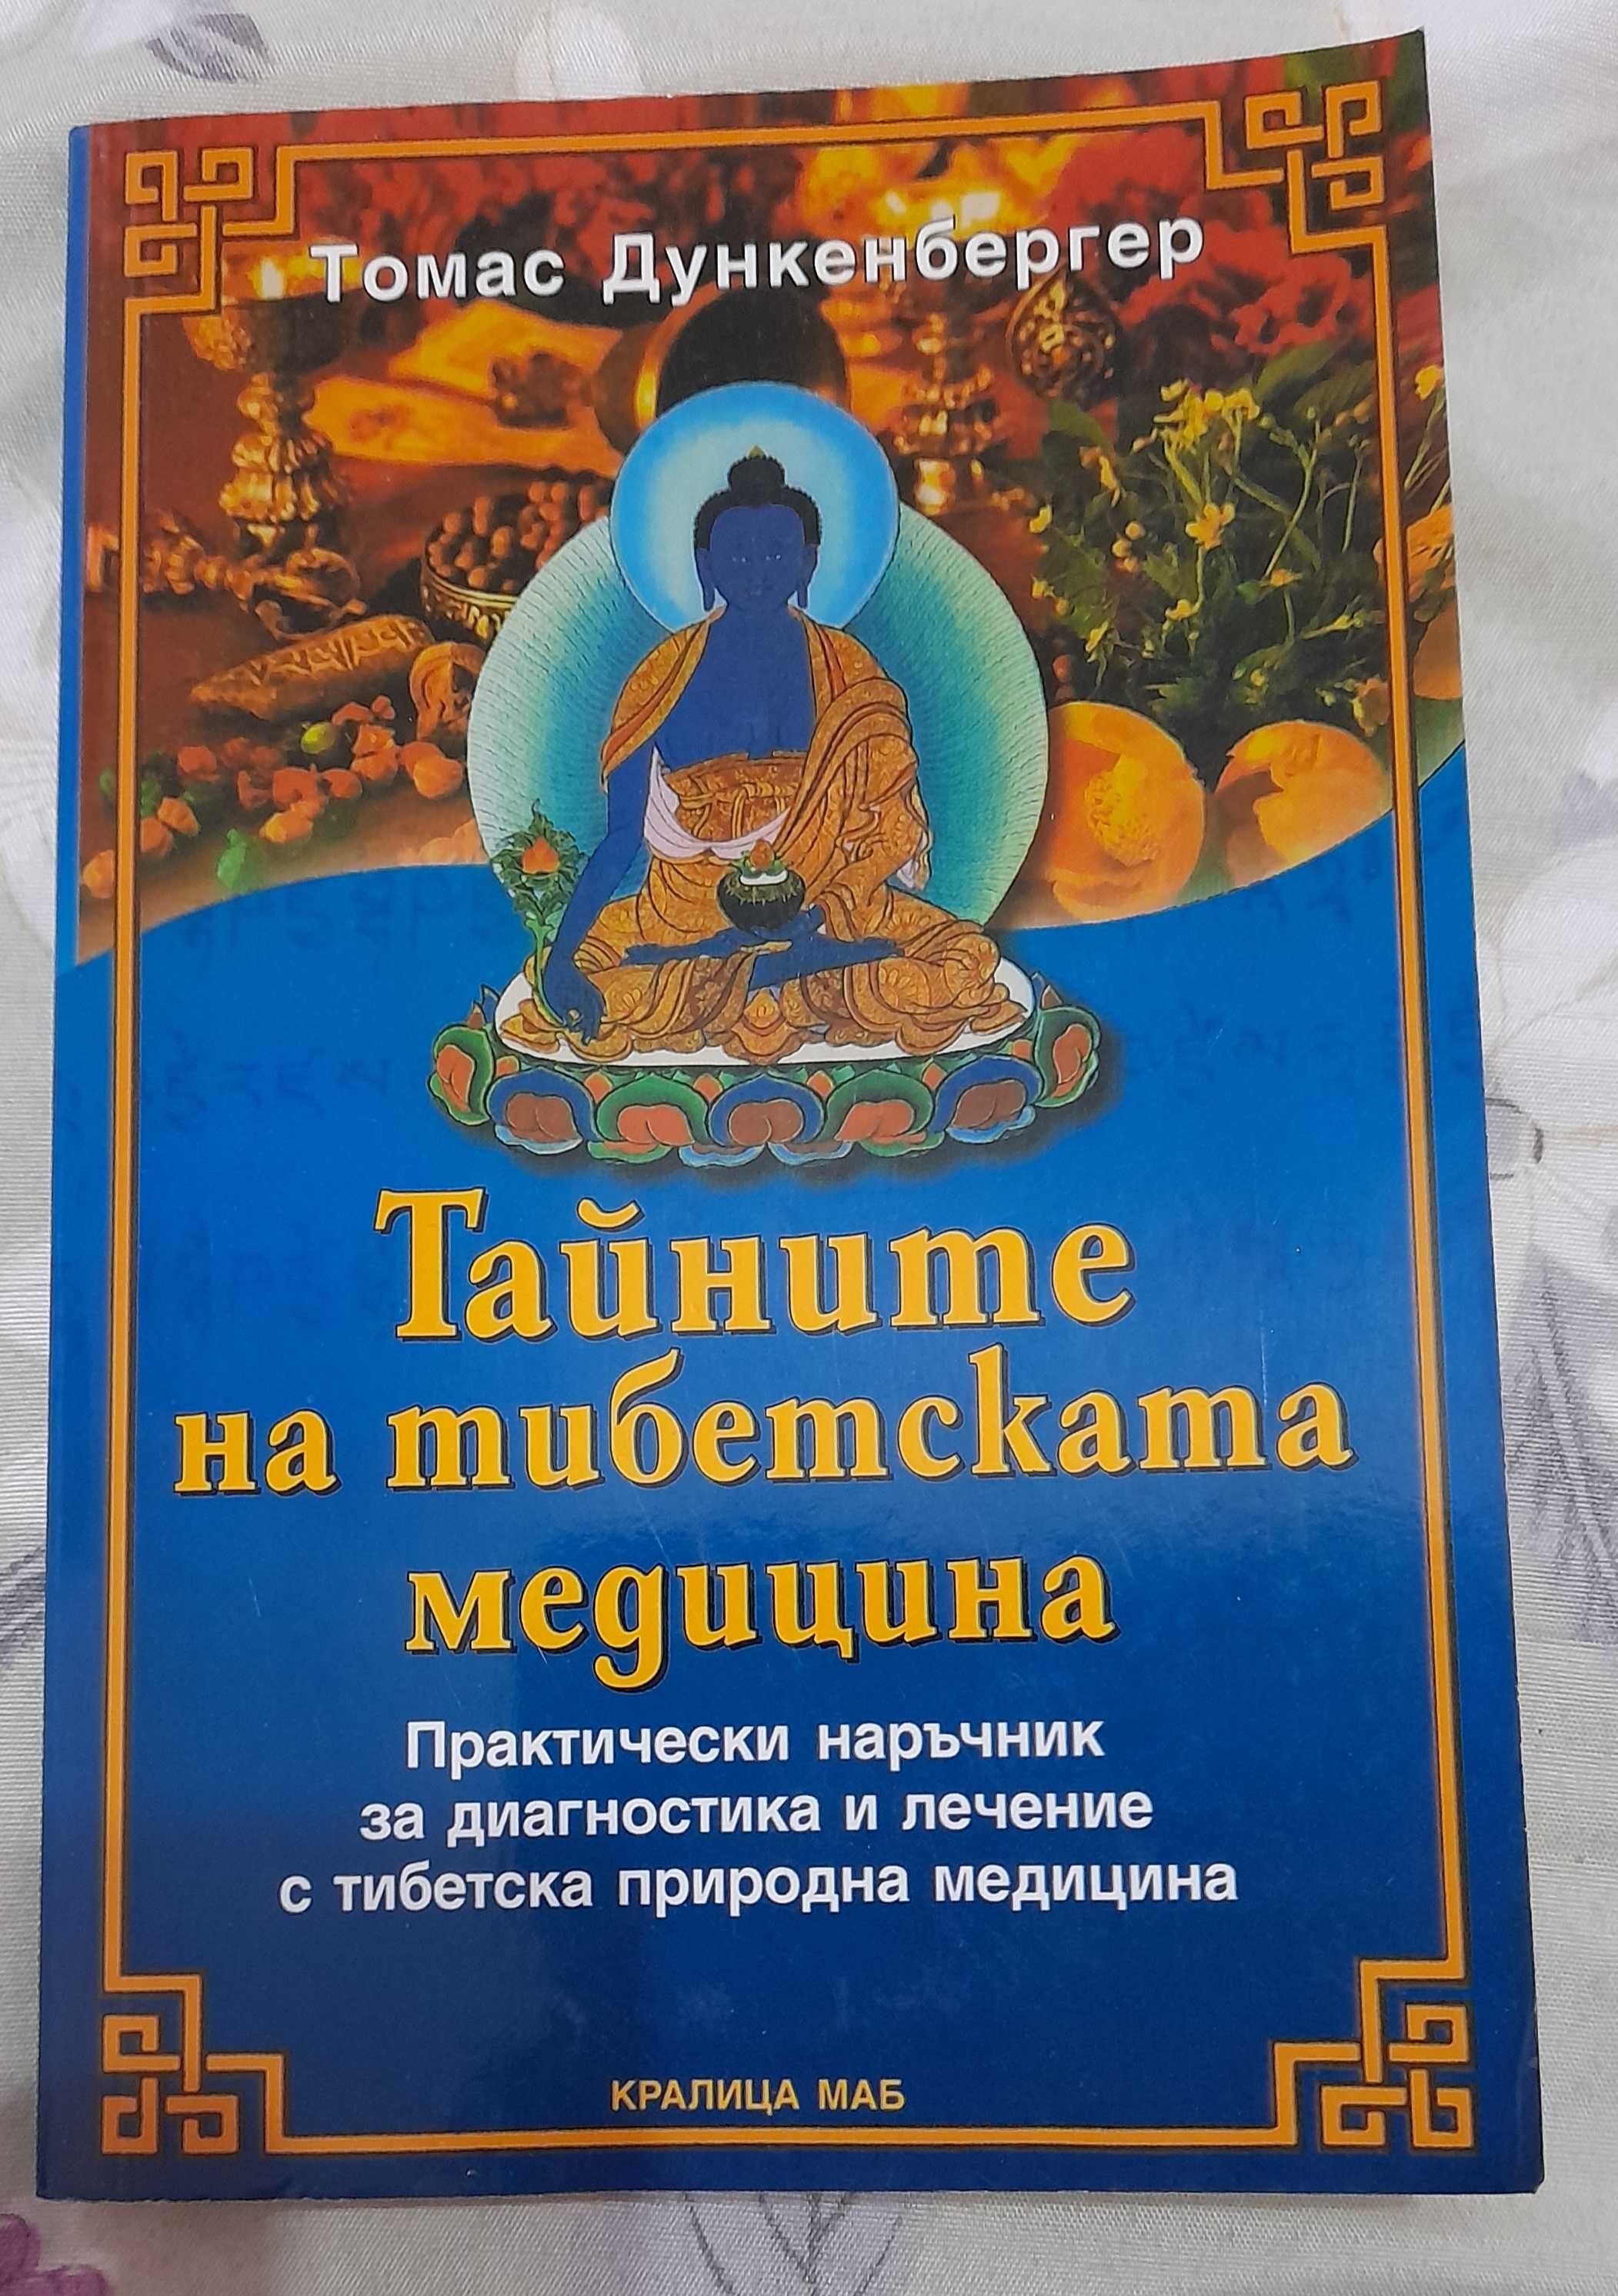 Томас Дункенбергер
Тайните
на тибетската
медицина
Практически наръчник
за диагностика и лечение
с тибетска природна медицина
КРАЛИЦА МАБ